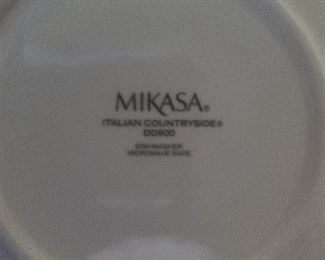 MIKASA®
ITALIAN COUNTRYSIDE®
DD900
DISHWASHER
MICROWAVE SAFE